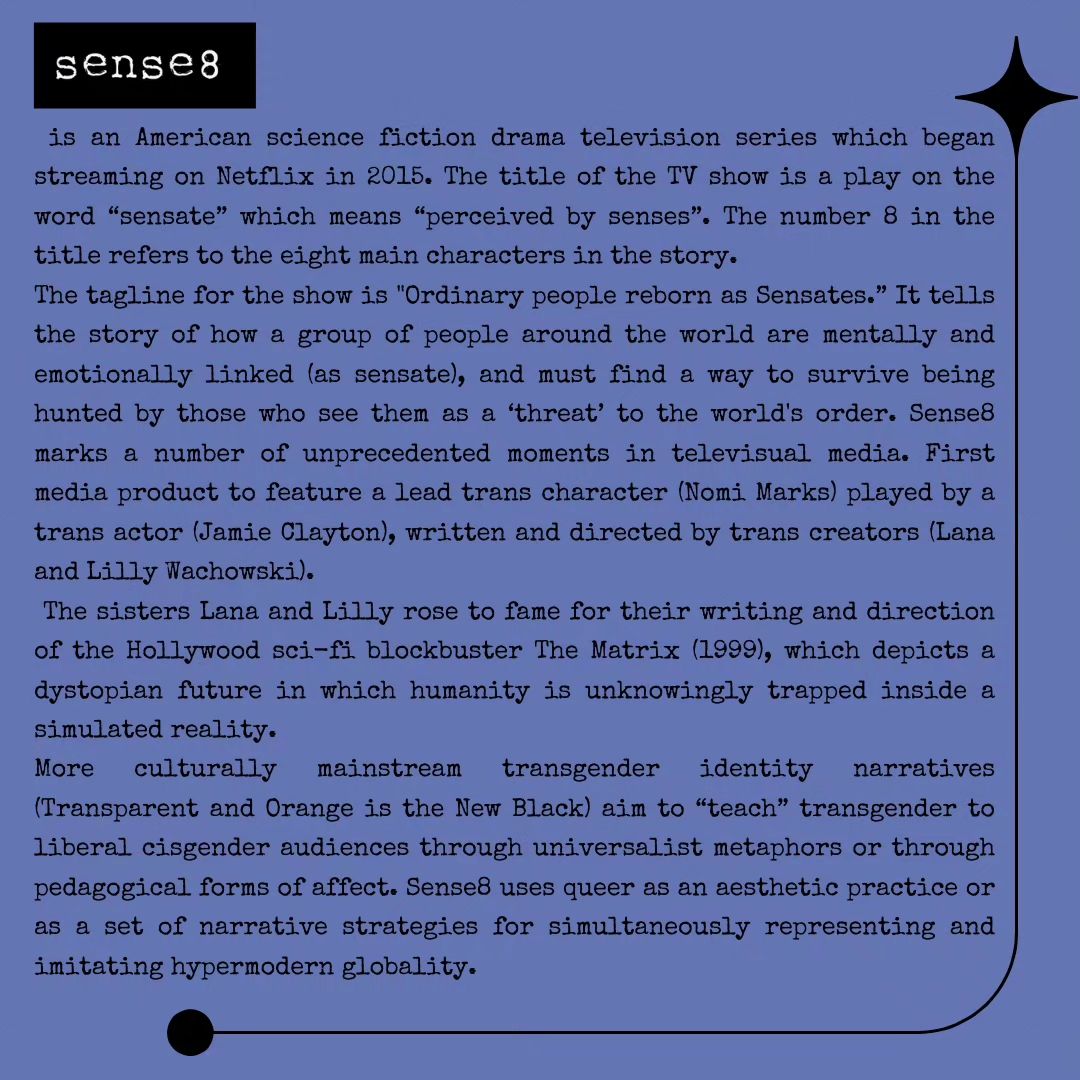 sense8
is an American science fiction drama television series which began
streaming on Netflix in 2015. The title of the TV show is a play on the
word “sensate” which means “perceived by senses”. The number 8 in the
title refers to the eight main characters in the story.
The tagline for the show is "Ordinary people reborn as Sensates.” It tells
the story of how a group of people around the world are mentally and
emotionally linked (as sensate), and must find a way to survive being
hunted by those who see them as a ‘threat’ to the world's order. Sense8
marks a number of unprecedented moments in televisual media. First
media product to feature a lead trans character (Nomi Marks) played by a
trans actor (Jamie Clayton), written and directed by trans creators (Lana
and Lilly Wachowski).
The sisters Lana and Lilly rose to fame for their writing and direction
of the Hollywood sci-fi blockbuster The Matrix (1999), which depicts a
dystopian future in which humanity is unknowingly trapped inside a
simulated reality.
More culturally mainstream transgender identity narratives
(Transparent and Orange is the New Black) aim to “teach” transgender to
liberal cisgender audiences through universalist metaphors or through
pedagogical forms of affect. Sense8 uses queer as an aesthetic practice or
as a set of narrative strategies for simultaneously representing and
imitating hypermodern globality.